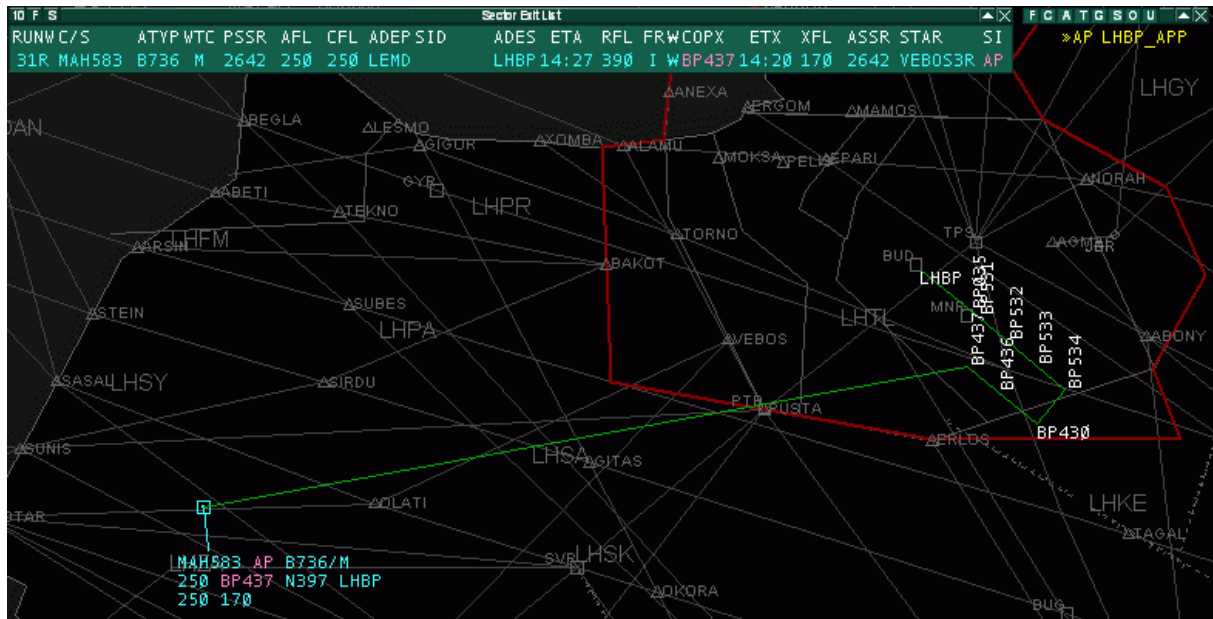 10 F S Sector Exit List F C A T G S O U
RUNW C/S ATYP WTC PSSR AFL CFL ADEP SID ADES ETA RFL FR W COPX ETX XFL ASSR STAR SI »AP LHBP_APP
31R MAH583 B736 M 2642 250 250 LEMD LHBP 14:27 390 I W BP437 14:20 170 2642 VEBOS3R AP
ANEXA
LHGY
ERGOM
MAMOS
BEGLA
LESMO
GIGUR
XOMBA
ALAMU
MOKSA
EPARI
NORAH
GYR
ABETI
TEKNO
LHPR
ARSIN
LHFM
TORNO
TPS
AGMAS
JBR
BUD
BAKOT
LHBP
BP435
BP531
STEIN
SUBES
LHPA
LHTL
MNR
BP532
BP533
VEBOS
ABONY
BP437
BP436
BP534
SASAL
LHSY
SIRDU
PTB
PUSTA
BP430
ERLOS
SUNIS
LHSA
GITAS
OLATI
LHKE
TAGAL
SVR
LHSK
MAH583 AP B736/M
250 BP437 N397 LHBP
250 170
OKORA
BUG